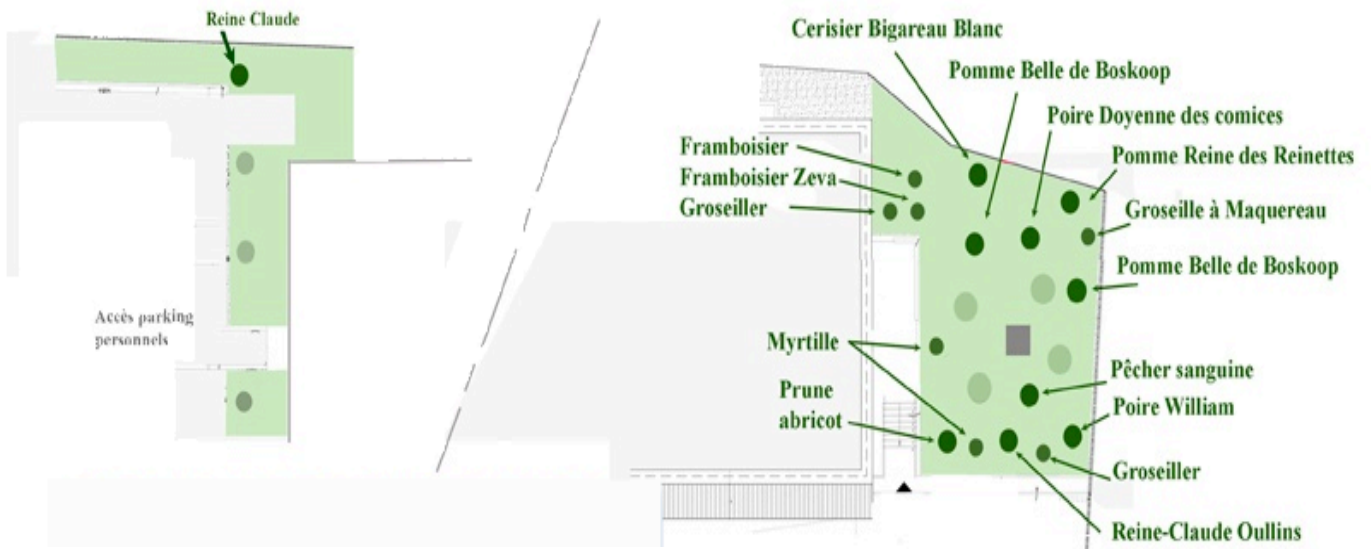 Reine Claude
Accès parking
personnels
Cerisier Bigareau Blanc
Pomme Belle de Boskoop
Poire Doyenne des comices
Pomme Reine des Reinettes
Framboisier
Framboisier Zeva
Groseiller
Groseille à Maquereau
Pomme Belle de Boskoop
Myrtille
Prune
abricot
Pêcher sanguine
Poire William
Groseiller
Reine-Claude Oullins